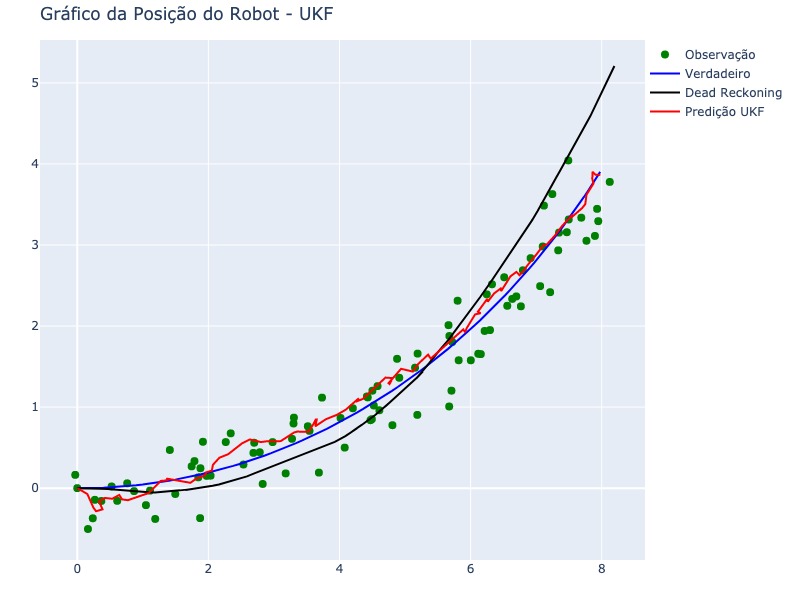 Gráfico da Posição do Robot - UKF
Observação
Verdadeiro
Dead Reckoning
Predição UKF
5
4
3
2
1
0
0 2 4 6 8